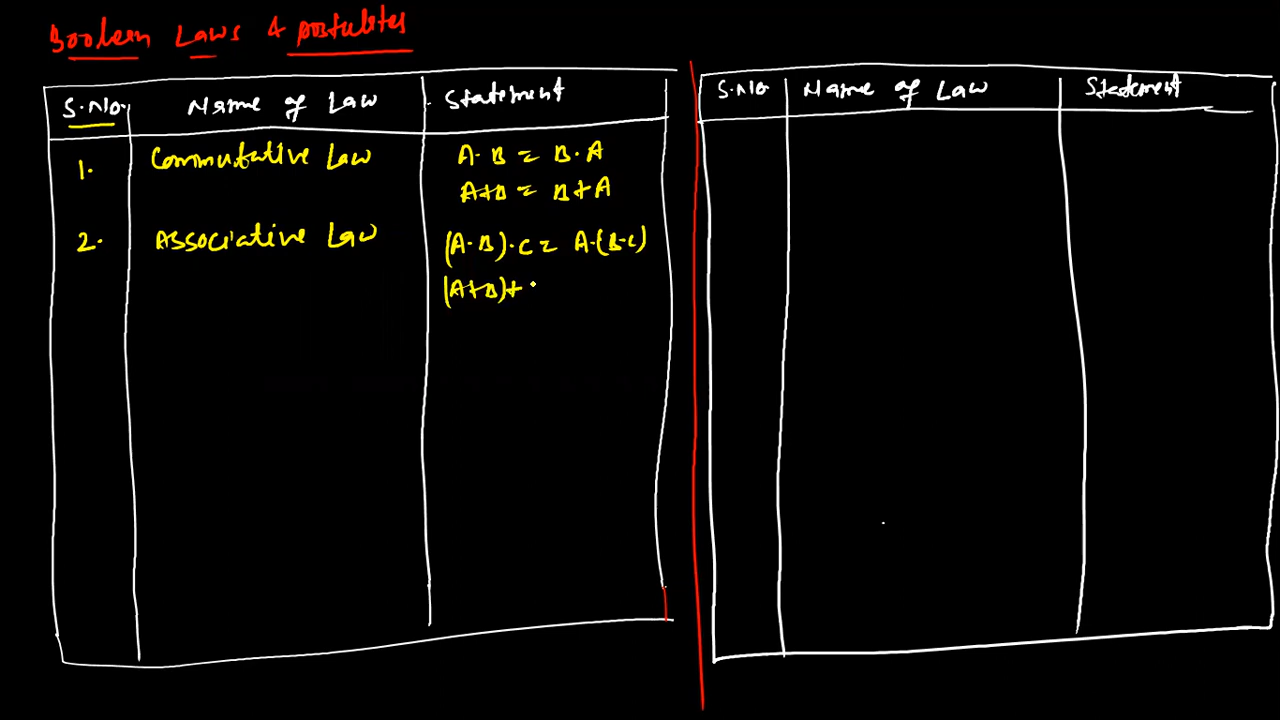 Boolean Laws & postulates
S.No. Name of Law Statement
1. Commutative Law A·B = B·A
A+B = B+A
2. Associative Law (A·B)·C = A·(B·C)
(A+B)+
S.No Name of Law Statement